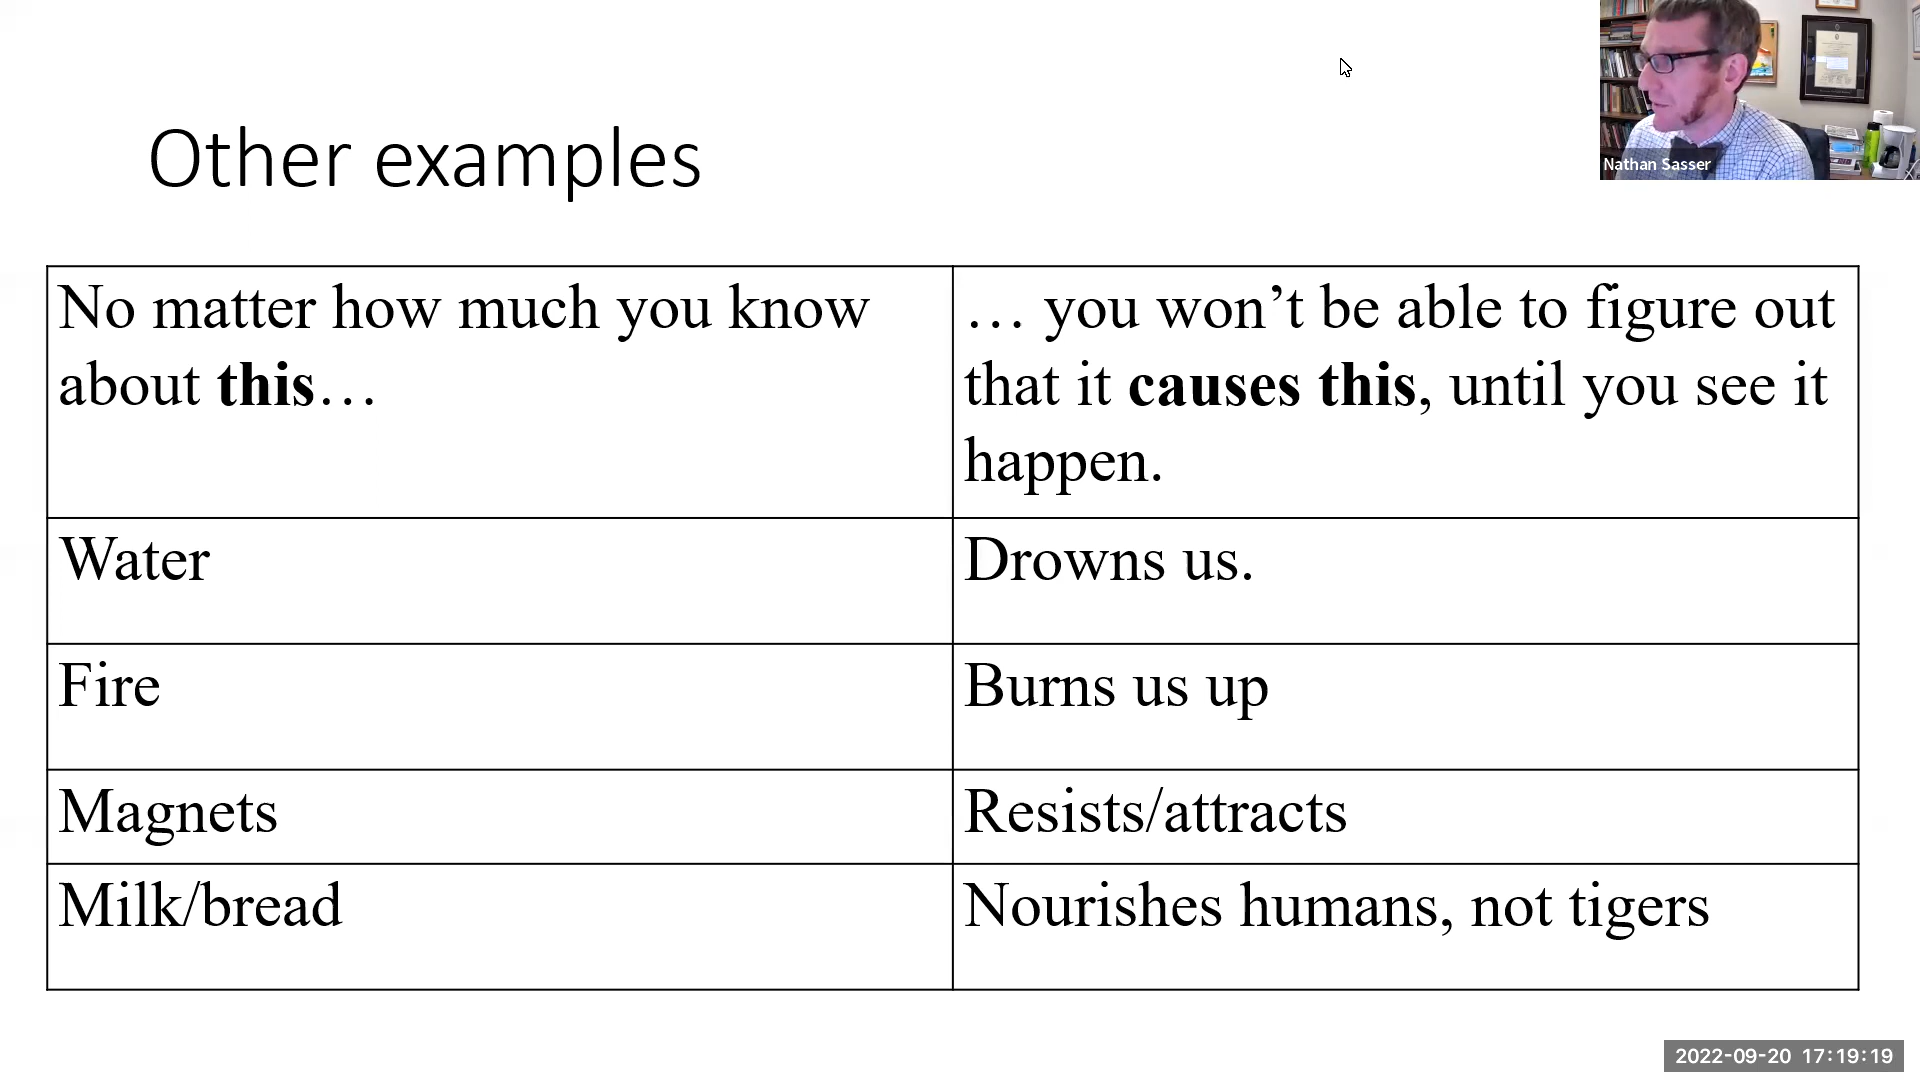 Nathan Sasser
Other examples
No matter how much you know
about this…
… you won’t be able to figure out
that it causes this, until you see it
happen.
Water
Drowns us.
Fire
Burns us up
Magnets
Resists/attracts
Milk/bread
Nourishes humans, not tigers
2022-09-20 17:19:19